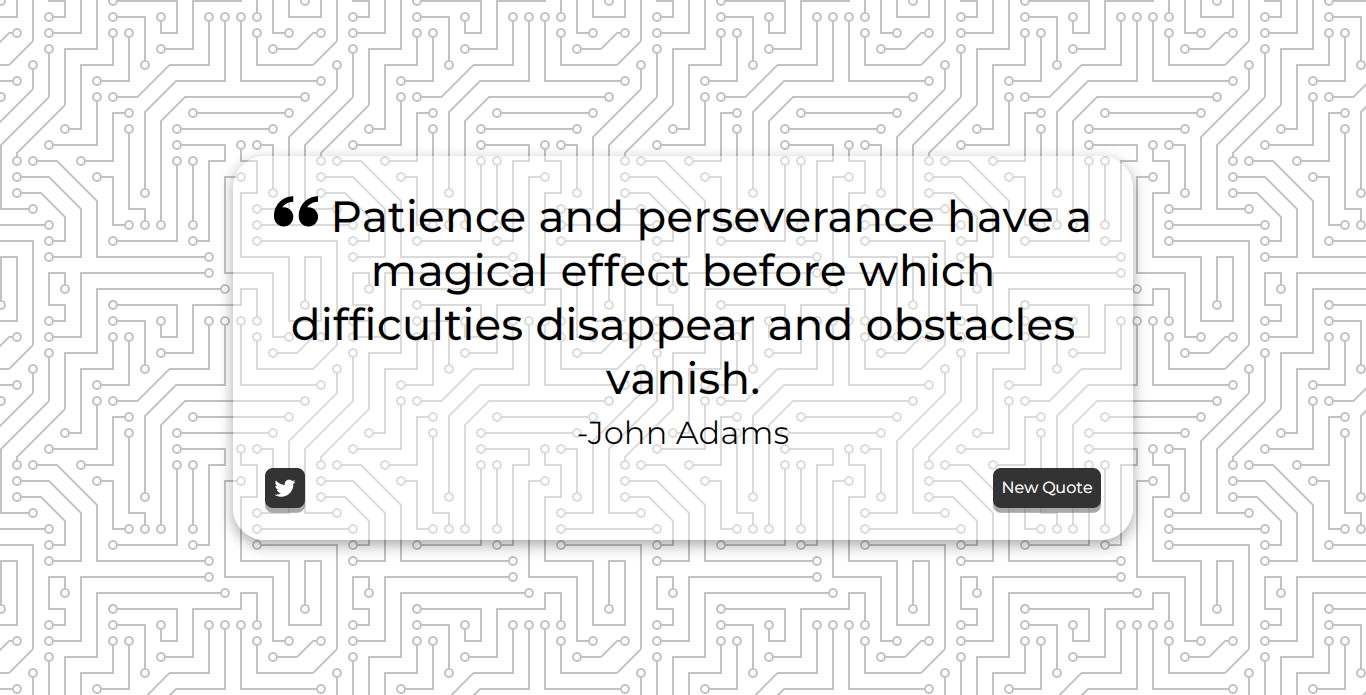 “ Patience and perseverance have a
magical effect before which
difficulties disappear and obstacles
vanish.
-John Adams
New Quote